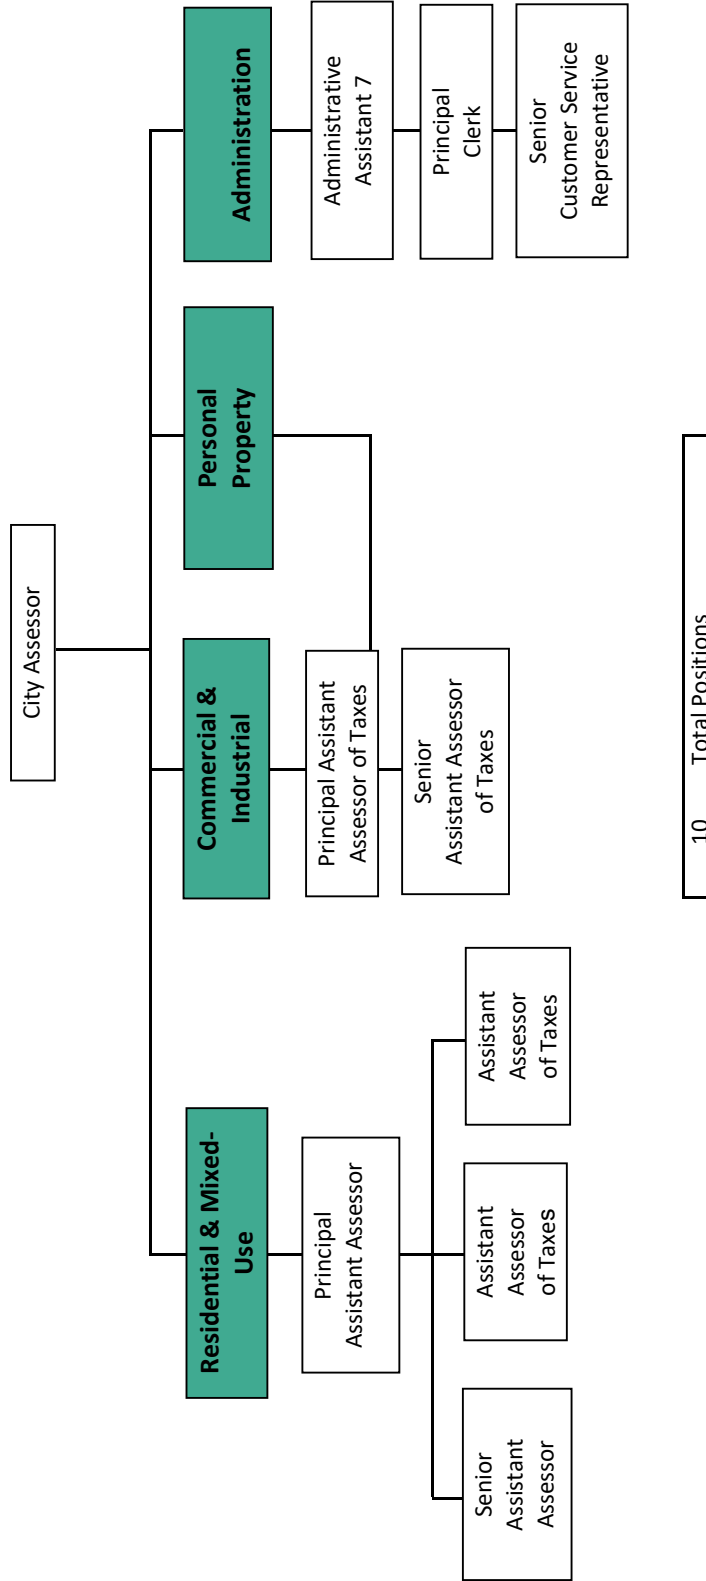 City Assessor
Residential & Mixed-
Use
Commercial &
Industrial
Personal
Property
Administration
Principal
Assistant Assessor
Principal Assistant
Assessor of Taxes
Administrative
Assistant 7
Senior
Assistant Assessor
of Taxes
Principal
Clerk
Senior
Assistant
Assessor
Assistant
Assessor
of Taxes
Assistant
Assessor
of Taxes
Senior
Customer Service
Representative
10 Total Positions